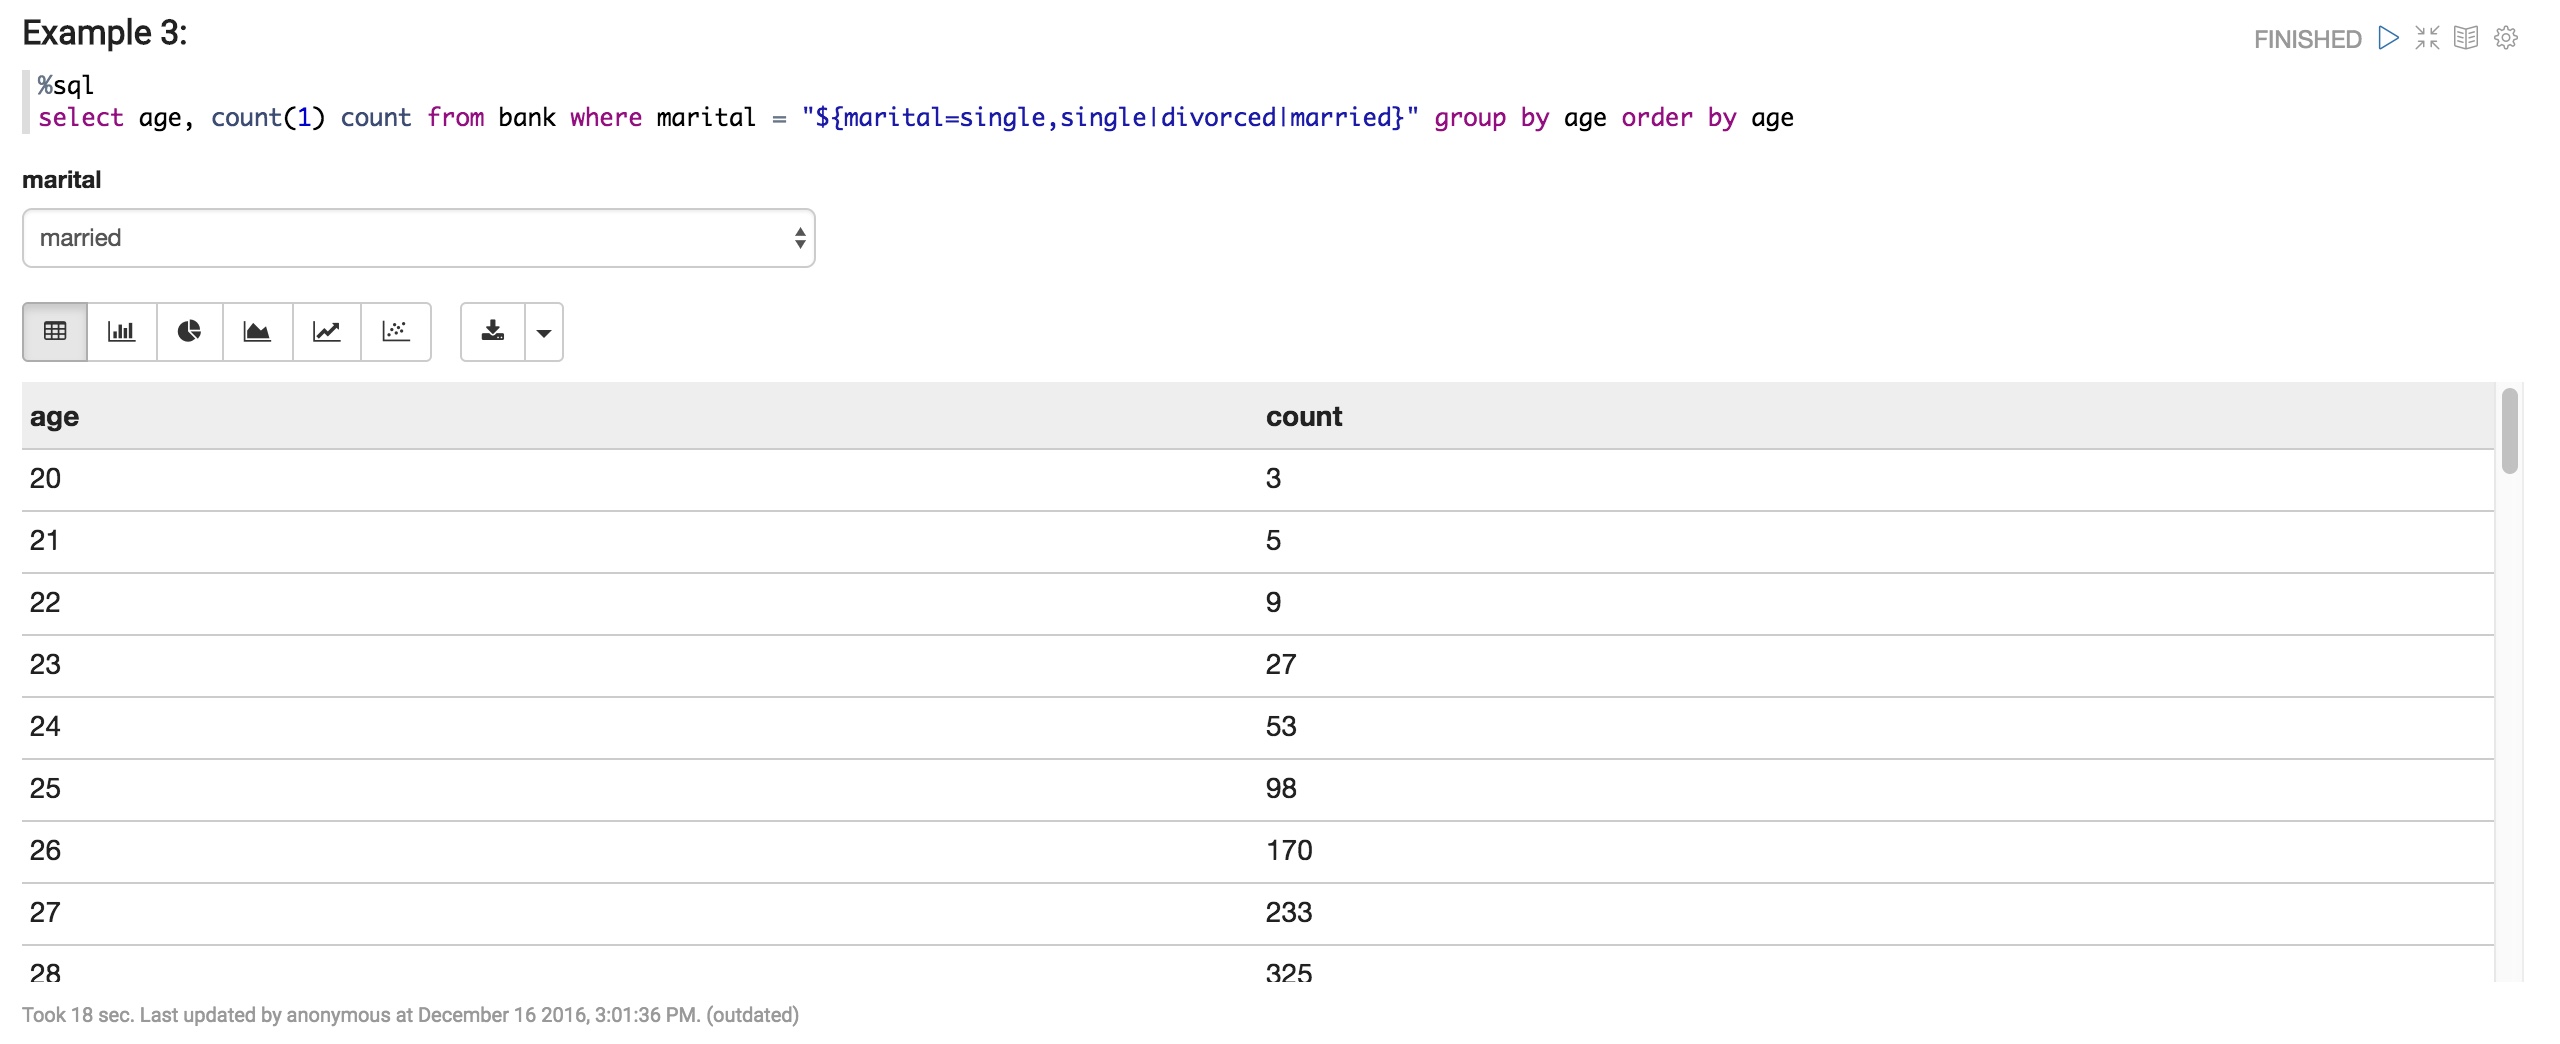 Example 3:
FINISHED
%sql
select age, count(1) count from bank where marital = "${marital=single,single|divorced|married}" group by age order by age
marital
married
age count
20 3
21 5
22 9
23 27
24 53
25 98
26 170
27 233
28 325
Took 18 sec. Last updated by anonymous at December 16 2016, 3:01:36 PM. (outdated)